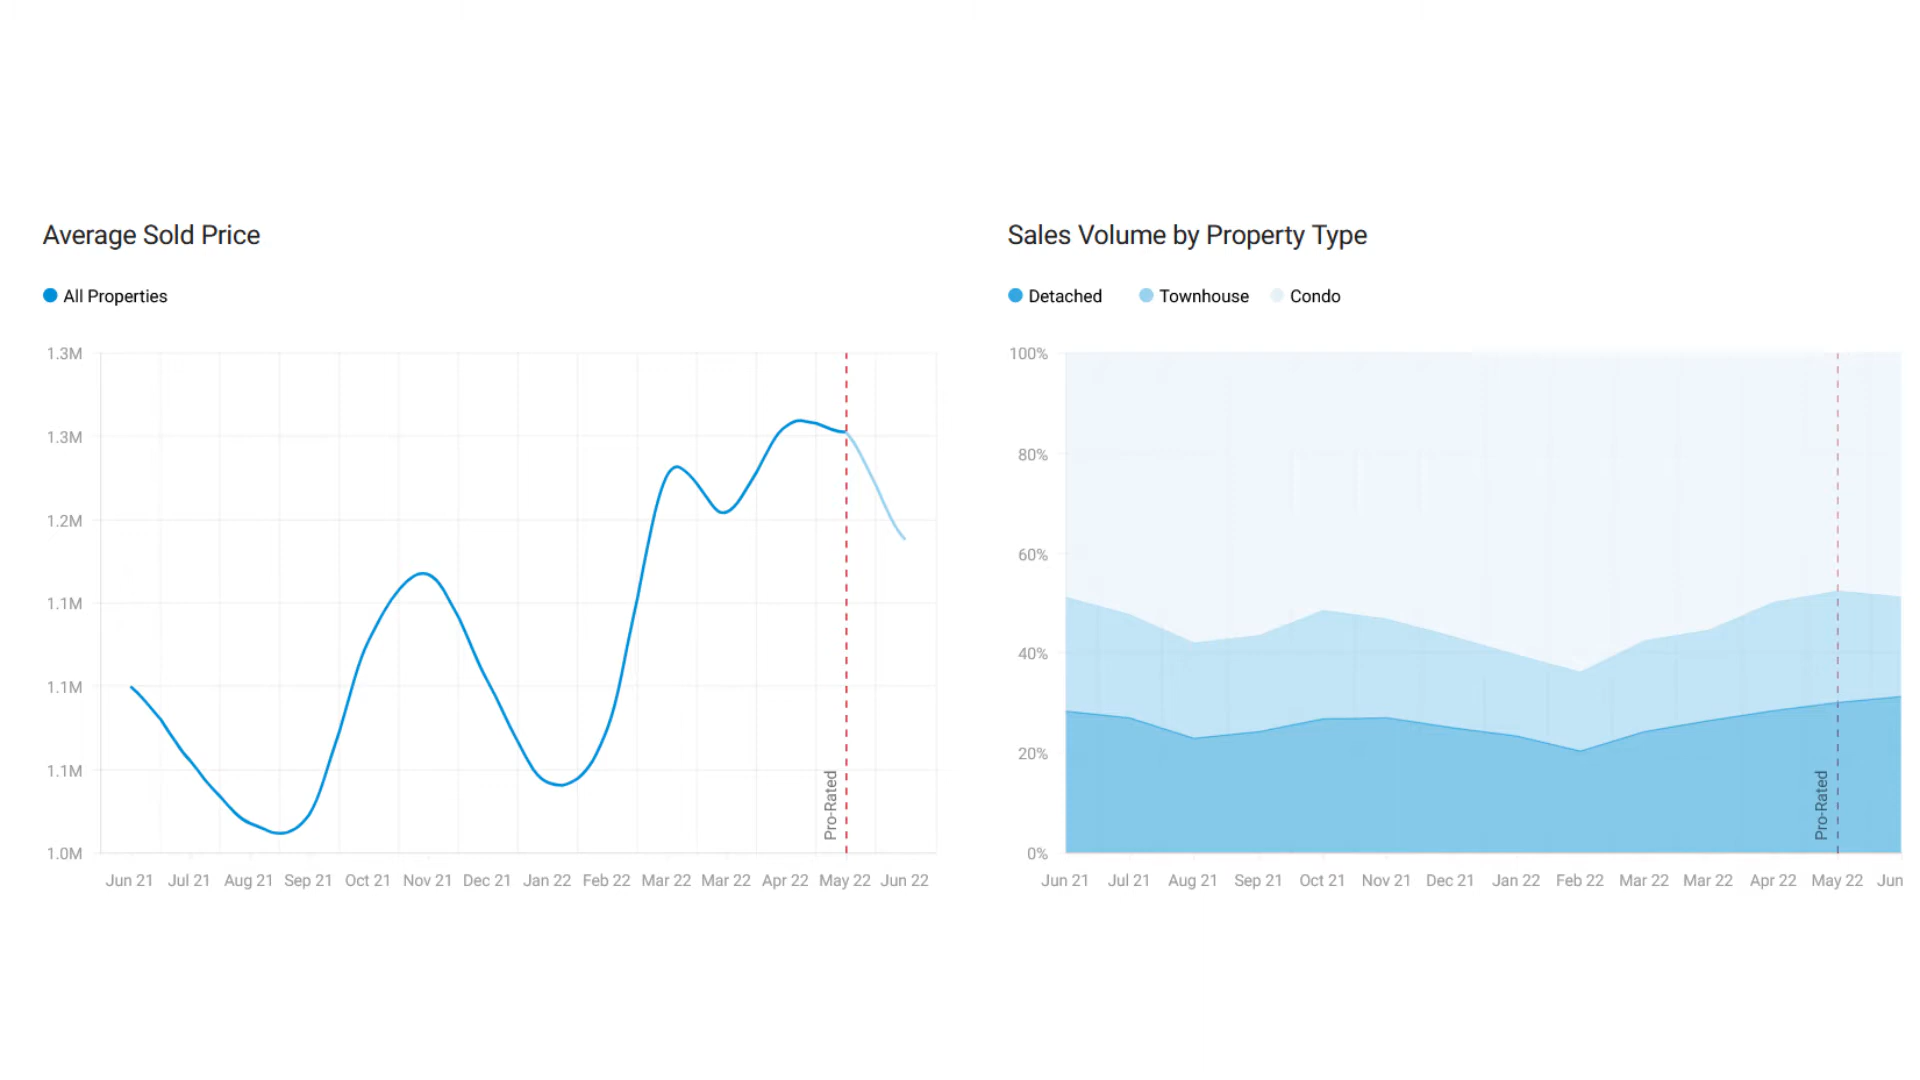 Average Sold Price
All Properties
1.3M
1.3M
1.2M
1.1M
1.1M
1.1M
1.0M
Pro-Rated
Jun 21 Jul 21 Aug 21 Sep 21 Oct 21 Nov 21 Dec 21 Jan 22 Feb 22 Mar 22 Mar 22 Apr 22 May 22 Jun 22
Sales Volume by Property Type
Detached Townhouse Condo
100%
80%
60%
40%
20%
0%
Pro-Rated
Jun 21 Jul 21 Aug 21 Sep 21 Oct 21 Nov 21 Dec 21 Jan 22 Feb 22 Mar 22 Mar 22 Apr 22 May 22 Jun